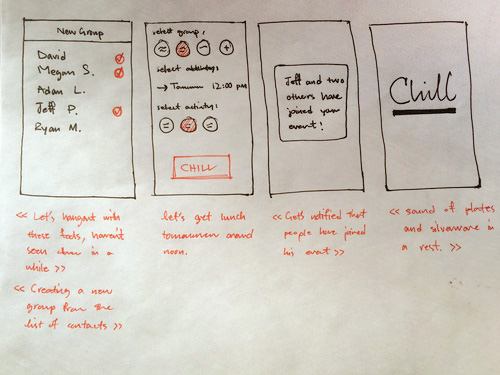 New Group
David
Megan S.
Adam L.
Jeff P.
Ryan M.
<< Let's hangout with
these fools, haven't
seen them in a
while >>
<< Creating a new
group from the
list of contacts >>
select group:
select
→ 12:00 pm
select activity:
CHILL
let's get lunch
tomorrow around
noon.
Jeff and two
others have
joined your
event!
<< Gets notified that
people have joined
his event >>
Chill
<< sound of plates
and silverware in
a rest. >>